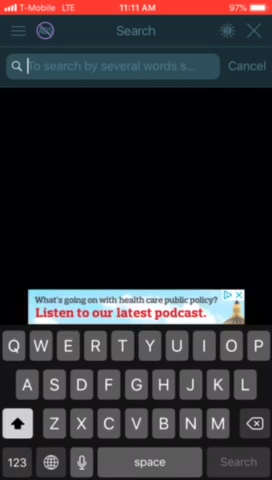 T-Mobile LTE 11:11 AM 97%
Search
To search by several words s... Cancel
What's going on with health care public policy?
Listen to our latest podcast.
Q W E R T Y U I O P
A S D F G H J K L
Z X C V B N M
123 space Search